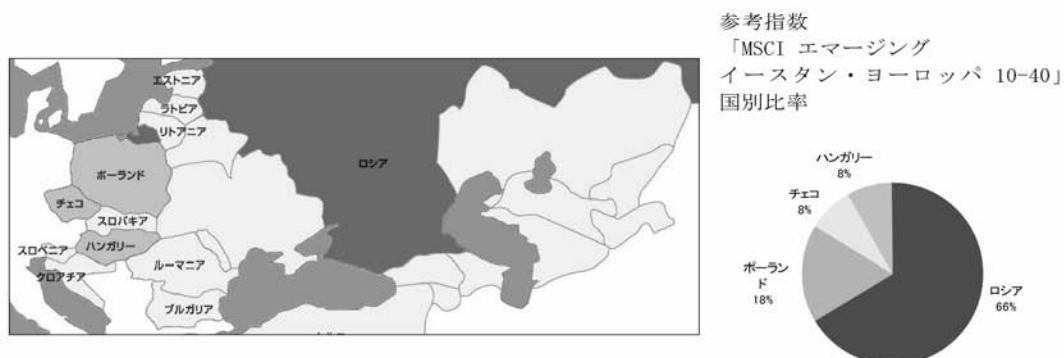 参考指数
「MSCI エマージング
イースタン・ヨーロッパ 10-40」
国別比率
エストニア
ラトビア
リトアニア
ロシア
ポーランド
チェコ
スロバキア
スロベニア
ハンガリー
クロアチア
ルーマニア
ブルガリア
ハンガリー
8%
チェコ
8%
ポーラン
ド
18%
ロシア
66%